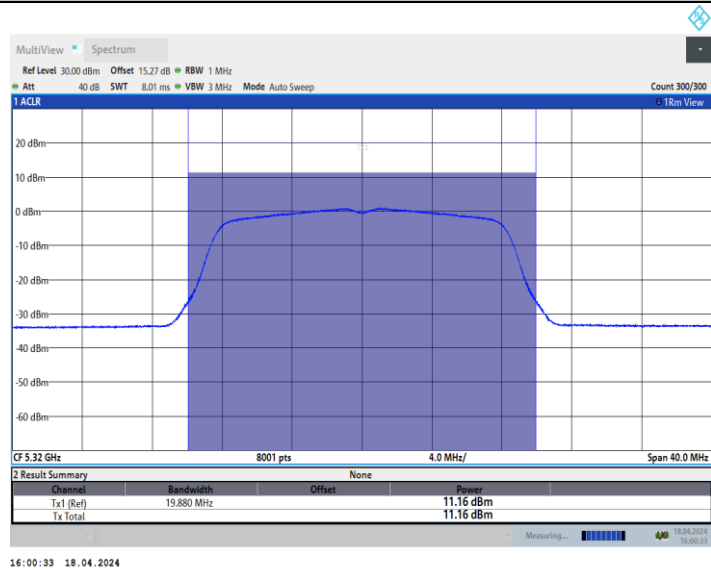 MultiView Spectrum
Ref Level 30.00 dBm Offset 15.27 dB RBW 1 MHz
Att 40 dB SWT 8.01 ms VBW 3 MHz Mode Auto Sweep Count 300/300
1 ACLR 1Rm View
20 dBm
10 dBm
0 dBm
-10 dBm
-20 dBm
-30 dBm
-40 dBm
-50 dBm
-60 dBm
CF 5.32 GHz 8001 pts 4.0 MHz/ Span 40.0 MHz
2 Result Summary None
Channel Bandwidth Offset Power
Tx1 (Ref) 19.880 MHz 11.16 dBm
Tx Total 11.16 dBm
Measuring... 18.04.2024
16:00:33
16:00:33 18.04.2024